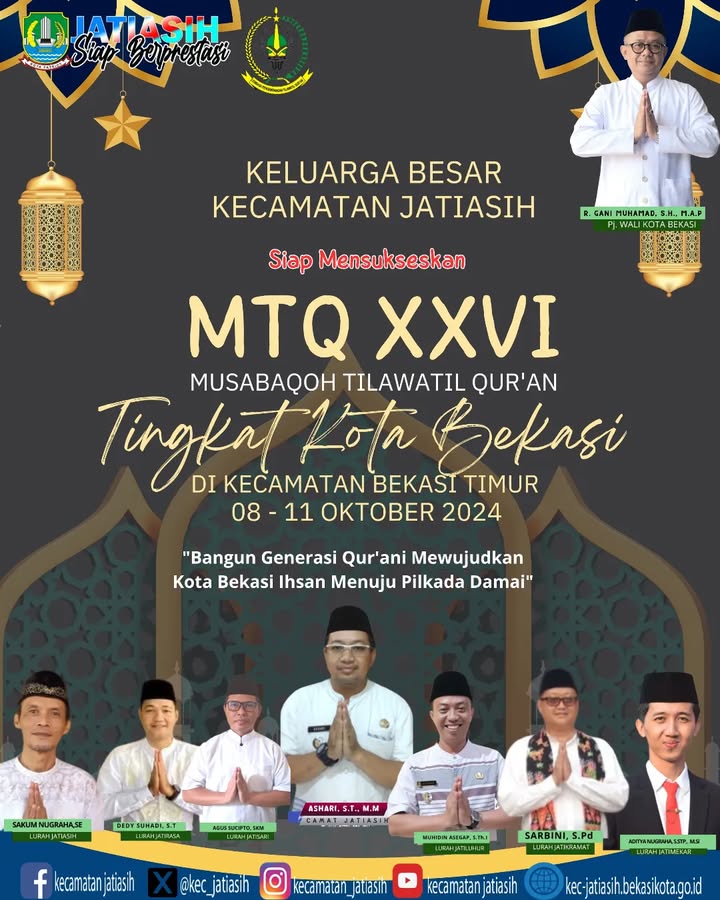 JATIASIH
Siap Berprestasi
KELUARGA BESAR
KECAMATAN JATIASIH
Siap Mensukseskan
MTQ XXVI
MUSABAQOH TILAWATIL QUR'AN
Tingkat Kota Bekasi
DI KECAMATAN BEKASI TIMUR
08 - 11 OKTOBER 2024
"Bangun Generasi Qur'ani Mewujudkan
Kota Bekasi Ihsan Menuju Pilkada Damai"
R. GANI MUHAMAD, S.H., M.A.P
Pj. WALI KOTA BEKASI
SAKUM NUGRAHA,SE
LURAH JATIASIH
DEDY SUHADI, S.T
LURAH JATIRASA
AGUS SUCIPTO, SKM
LURAH JATISARI
ASHARI, S.T., M.M
CAMAT JATIASIH
MUHIDIN ASEGAP, S.Th.I
LURAH JATILUHUR
SARBINI, S.Pd
LURAH JATIKRAMAT
ADITYA NUGRAHA, S.STP., M.Si
LURAH JATIMEKAR
kecamatan jatiasih
@kec_jatiasih
kecamatan_jatiasih
kecamatan jatiasih
kec-jatiasih.bekasikota.go.id